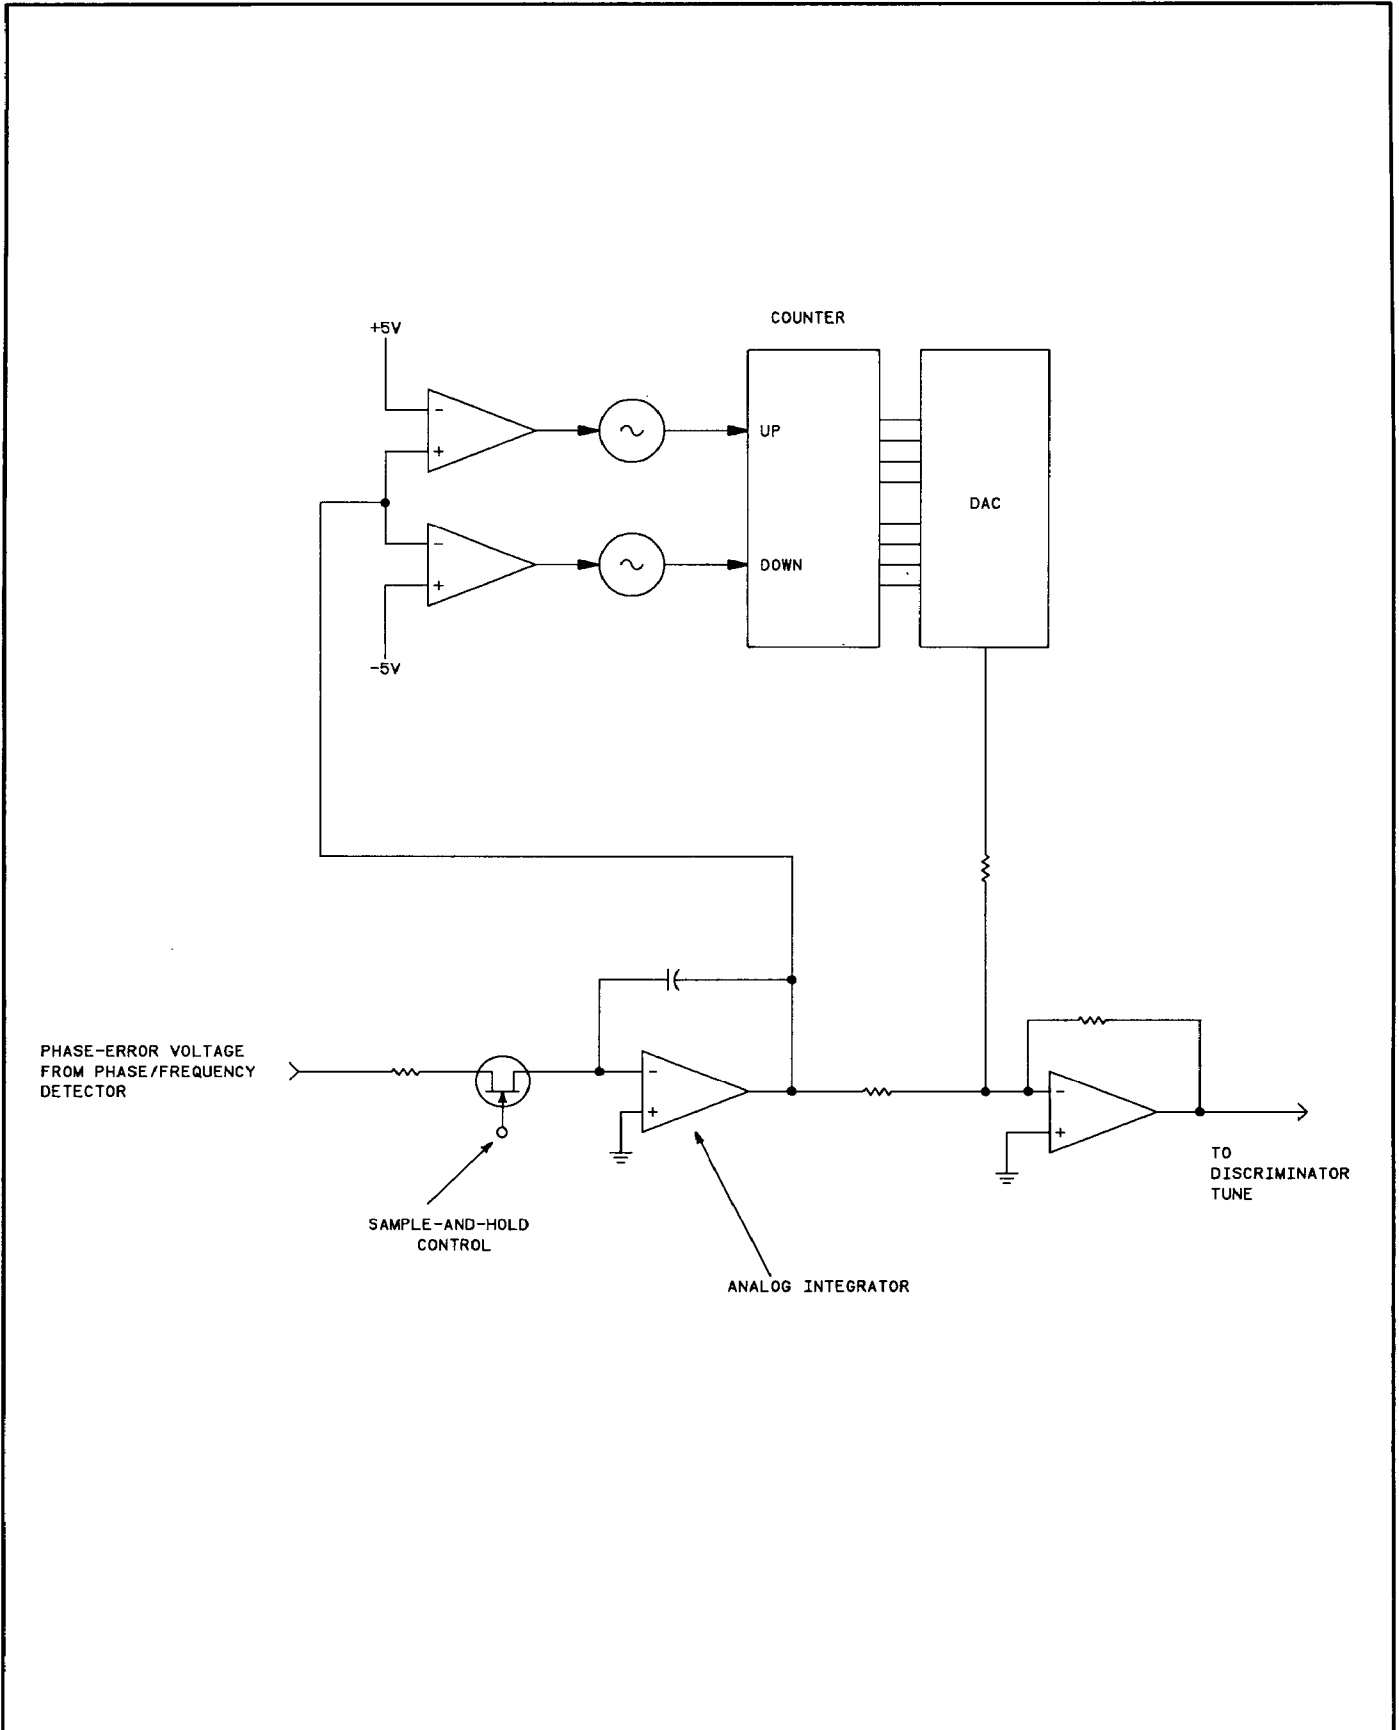 COUNTER
+5V
-
+
UP
-
+
DOWN
-5V
DAC
PHASE-ERROR VOLTAGE
FROM PHASE/FREQUENCY
DETECTOR
-
+
-
+
TO
DISCRIMINATOR
TUNE
SAMPLE-AND-HOLD
CONTROL
ANALOG INTEGRATOR